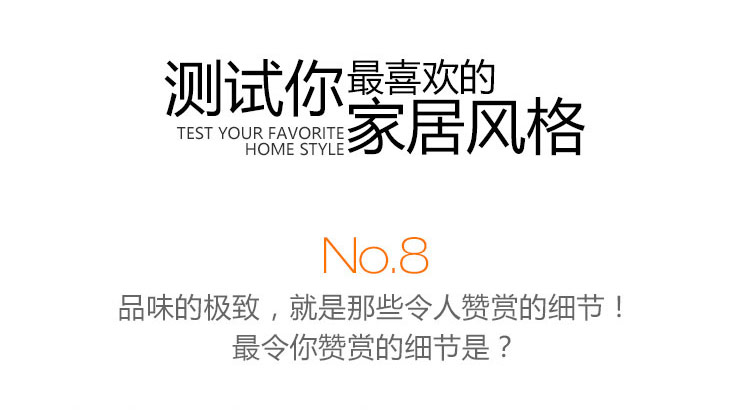 测试你最喜欢的
家居风格
TEST YOUR FAVORITE
HOME STYLE
No.8
品味的极致，就是那些令人赞赏的细节！
最令你赞赏的细节是？